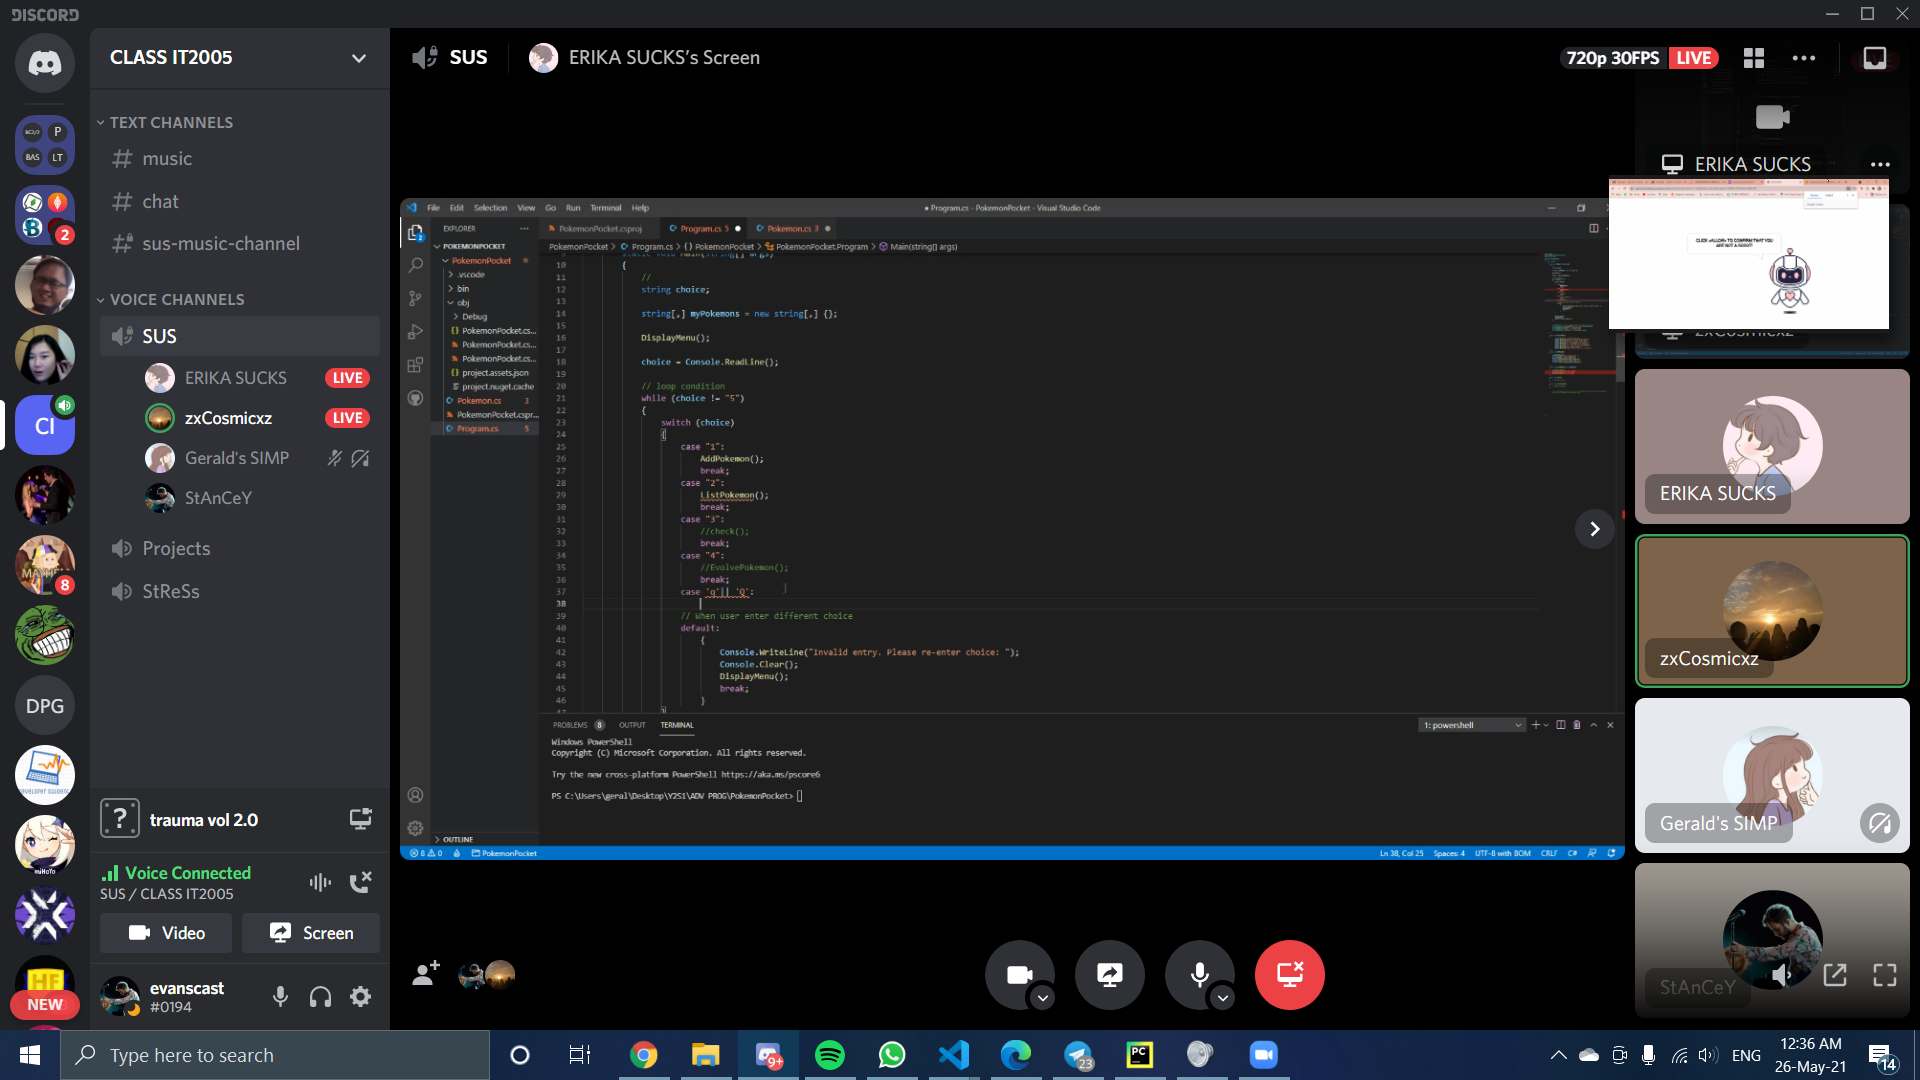 DISCORD
CLASS IT2005
TEXT CHANNELS
music
chat
sus-music-channel
VOICE CHANNELS
SUS
ERIKA SUCKS LIVE
zxCosmicxz LIVE
Gerald's SIMP
StAnCeY
Projects
StReSs
P
BAS LT
2
CI
8
DPG
HF
NEW
trauma vol 2.0
Voice Connected
SUS / CLASS IT2005
Video Screen
evanscast
#0194
SUS ERIKA SUCKS's Screen
720p 30FPS LIVE
File Edit Selection View Go Run Terminal Help
● Program.cs - PokemonPocket - Visual Studio Code
EXPLORER
POKEMONPOCKET
PokemonPocket
.vscode
bin
obj
Debug
PokemonPocket.cs...
PokemonPocket.cs...
PokemonPocket.cs...
project.assets.json
project.nuget.cache
Pokemon.cs 3
PokemonPocket.cspr...
Program.cs 5
OUTLINE
PokemonPocket.csproj Program.cs 5 Pokemon.cs 3
PokemonPocket > Program.cs > {} PokemonPocket > PokemonPocket.Program > Main(string[] args)
static void Main(string[] args)
10 {
11 //
12 string choice;
13
14 string[,] myPokemons = new string[,] {};
15
16 DisplayMenu();
17
18 choice = Console.ReadLine();
19
20 // loop condition
21 while (choice != "5")
22 {
23 switch (choice)
24 {
25 case "1":
26 AddPokemon();
27 break;
28 case "2":
29 ListPokemon();
30 break;
31 case "3":
32 //check();
33 break;
34 case "4":
35 //EvolvePokemon();
36 break;
37 case 'q'|| 'Q':
38
39 // When user enter different choice
40 default:
41 {
42 Console.WriteLine("Invalid entry. Please re-enter choice: ");
43 Console.Clear();
44 DisplayMenu();
45 break;
46 }
47 }
PROBLEMS 8 OUTPUT TERMINAL
1: powershell
Windows PowerShell
Copyright (C) Microsoft Corporation. All rights reserved.
Try the new cross-platform PowerShell https://aka.ms/pscore6
PS C:\Users\geral\Desktop\Y2S1\ADV PROG\PokemonPocket>
8 0 PokemonPocket
Ln 38, Col 25 Spaces: 4 UTF-8 with BOM CRLF C#
ERIKA SUCKS
CLICK «ALLOW» TO CONFIRM THAT YOU
ARE NOT A ROBOT!
zxCosmicxz
ERIKA SUCKS
zxCosmicxz
Gerald's SIMP
StAnCeY
Type here to search
9+
23
PC
ENG
12:36 AM
26-May-21
14